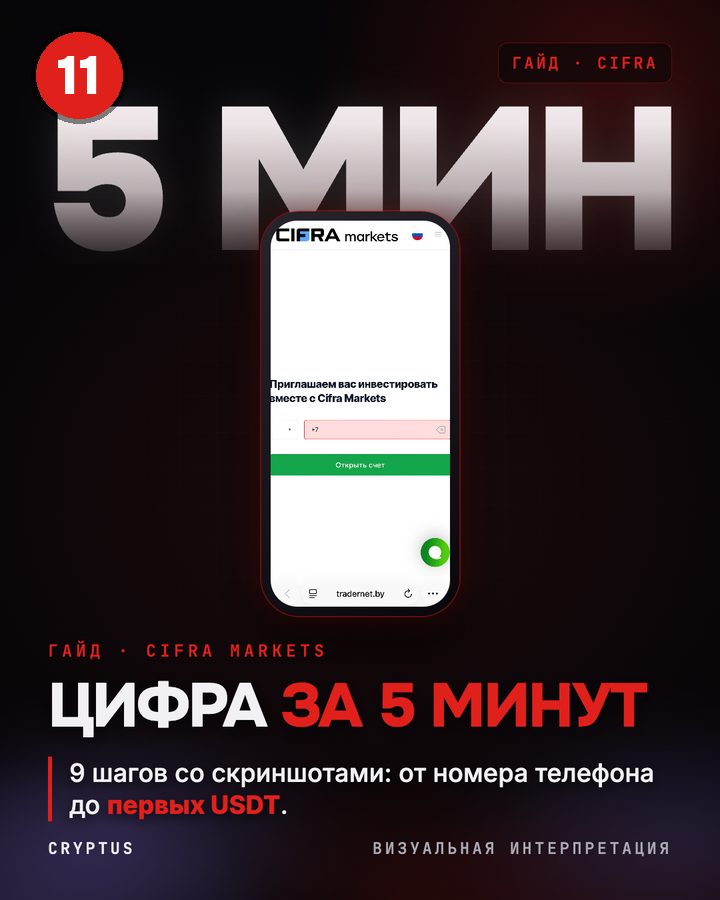 11
ГАЙД · CIFRA
5 МИН
CIFRA markets
Приглашаем вас инвестировать
вместе с Cifra Markets
+7
Открыть счет
tradernet.by
ГАЙД · CIFRA MARKETS
ЦИФРА ЗА 5 МИНУТ
9 шагов со скриншотами: от номера телефона
до первых USDT.
CRYPTUS
ВИЗУАЛЬНАЯ ИНТЕРПРЕТАЦИЯ